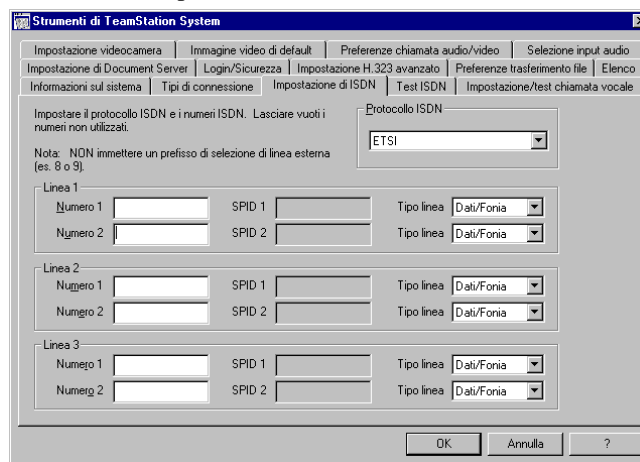 Strumenti di TeamStation System
Impostazione videocamera Immagine video di default Preferenze chiamata audio/video Selezione input audio
Impostazione di Document Server Login/Sicurezza Impostazione H.323 avanzato Preferenze trasferimento file Elenco
Informazioni sul sistema Tipi di connessione Impostazione di ISDN Test ISDN Impostazione/test chiamata vocale
Impostare il protocollo ISDN e i numeri ISDN. Lasciare vuoti i
numeri non utilizzati.
Nota: NON immettere un prefisso di selezione di linea esterna
(es. 8 o 9).
Protocollo ISDN
ETSI
Linea 1
Numero 1 SPID 1 Tipo linea Dati/Fonia
Numero 2 SPID 2 Tipo linea Dati/Fonia
Linea 2
Numero 1 SPID 1 Tipo linea Dati/Fonia
Numero 2 SPID 2 Tipo linea Dati/Fonia
Linea 3
Numero 1 SPID 1 Tipo linea Dati/Fonia
Numero 2 SPID 2 Tipo linea Dati/Fonia
OK Annulla ?